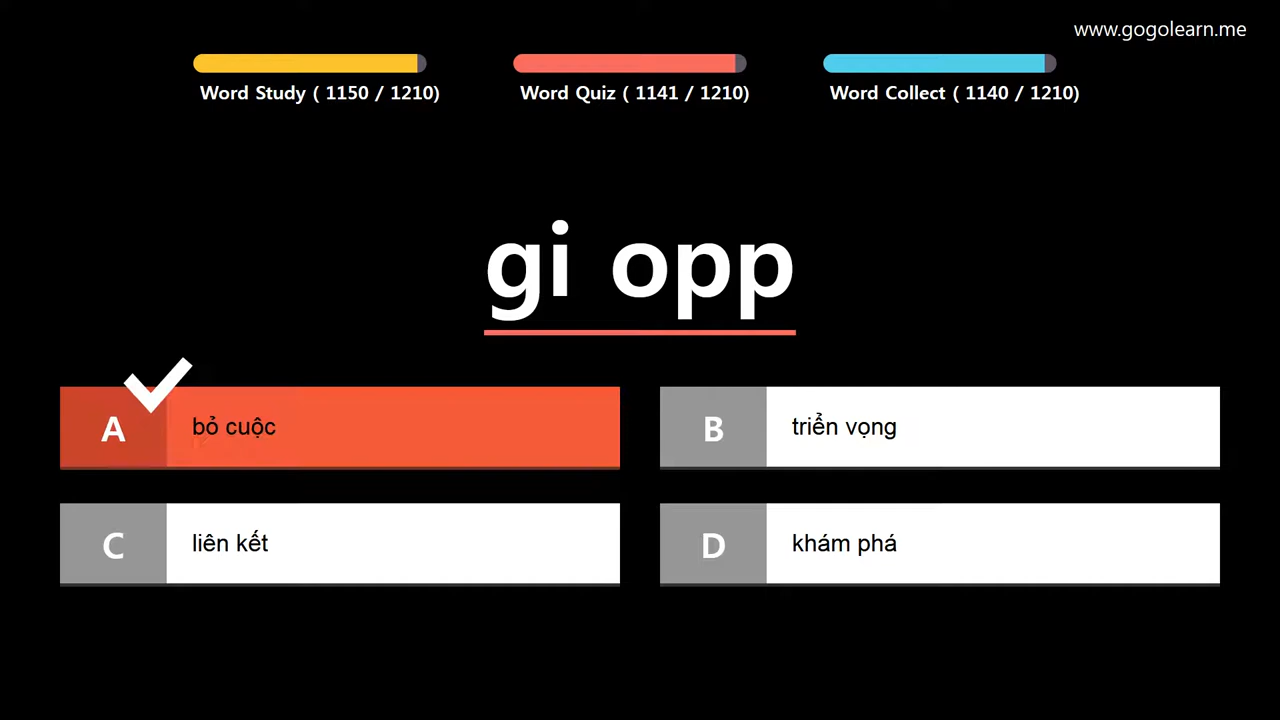 www.gogolearn.me
Word Study ( 1150 / 1210)
Word Quiz ( 1141 / 1210)
Word Collect ( 1140 / 1210)
gi opp
A bỏ cuộc
B triển vọng
C liên kết
D khám phá